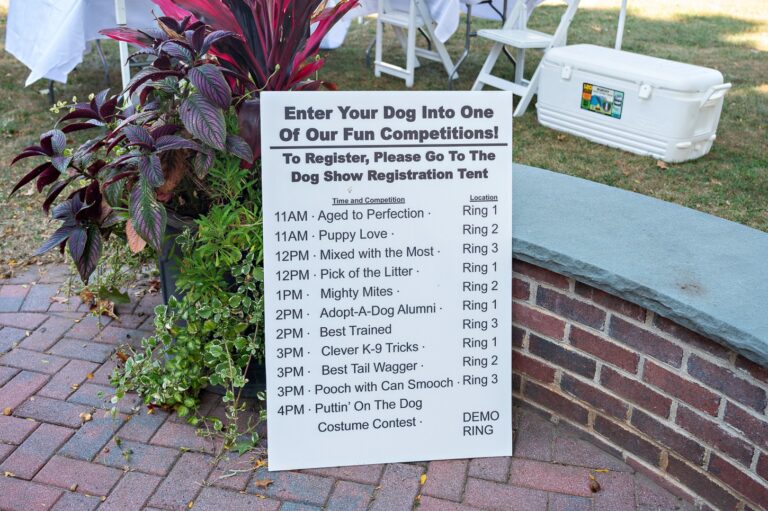 Enter Your Dog Into One
Of Our Fun Competitions!
To Register, Please Go To The
Dog Show Registration Tent
Time and Competition Location
11AM · Aged to Perfection · Ring 1
11AM · Puppy Love · Ring 2
12PM · Mixed with the Most · Ring 3
12PM · Pick of the Litter · Ring 1
1PM · Mighty Mites · Ring 2
2PM · Adopt-A-Dog Alumni · Ring 1
2PM · Best Trained Ring 3
3PM · Clever K-9 Tricks · Ring 1
3PM · Best Tail Wagger · Ring 2
3PM · Pooch with Can Smooch · Ring 3
4PM · Puttin' On The Dog
Costume Contest · DEMO
RING